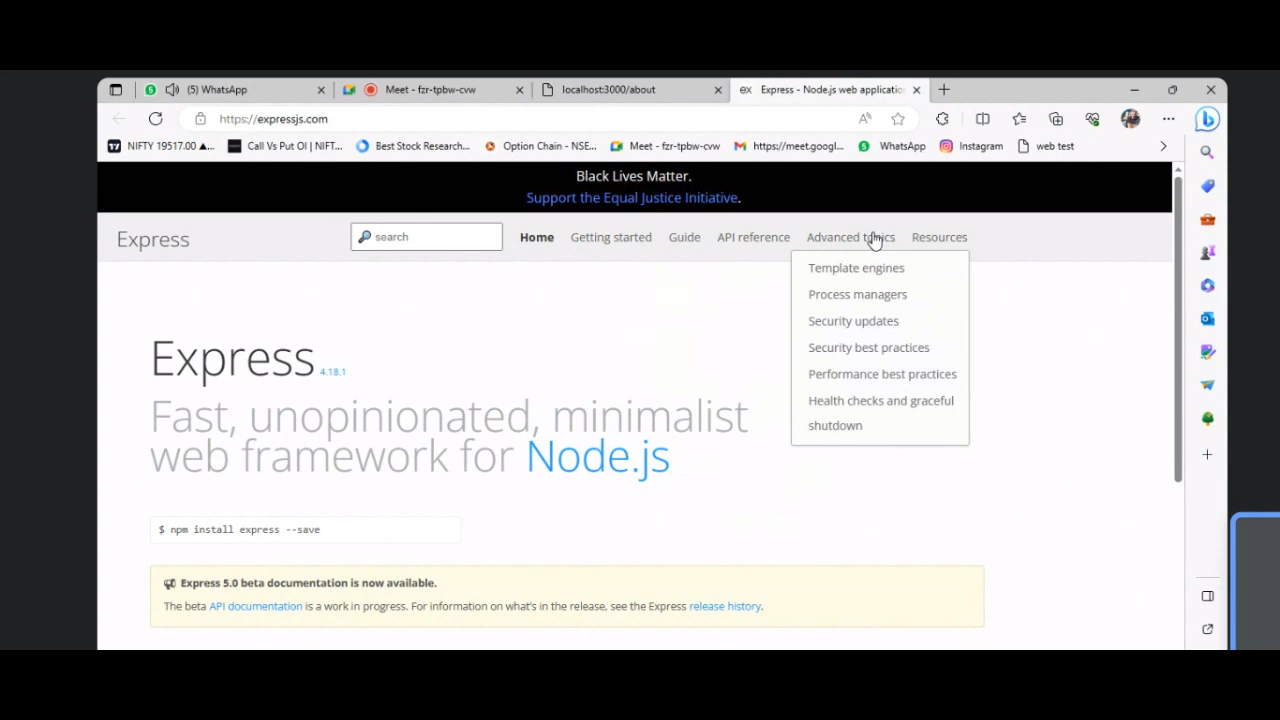 (5) WhatsApp
Meet - fzr-tpbw-cvw
localhost:3000/about
ex Express - Node.js web applicatio
https://expressjs.com
NIFTY 19517.00 ▲...
Call Vs Put OI | NIFT...
Best Stock Research...
Option Chain - NSE...
Meet - fzr-tpbw-cvw
https://meet.googl...
WhatsApp
Instagram
web test
Black Lives Matter.
Support the Equal Justice Initiative.
Express
search
Home
Getting started
Guide
API reference
Advanced topics
Resources
Template engines
Process managers
Security updates
Security best practices
Performance best practices
Health checks and graceful
shutdown
Express 4.18.1
Fast, unopinionated, minimalist
web framework for Node.js
$ npm install express --save
Express 5.0 beta documentation is now available.
The beta API documentation is a work in progress. For information on what's in the release, see the Express release history.